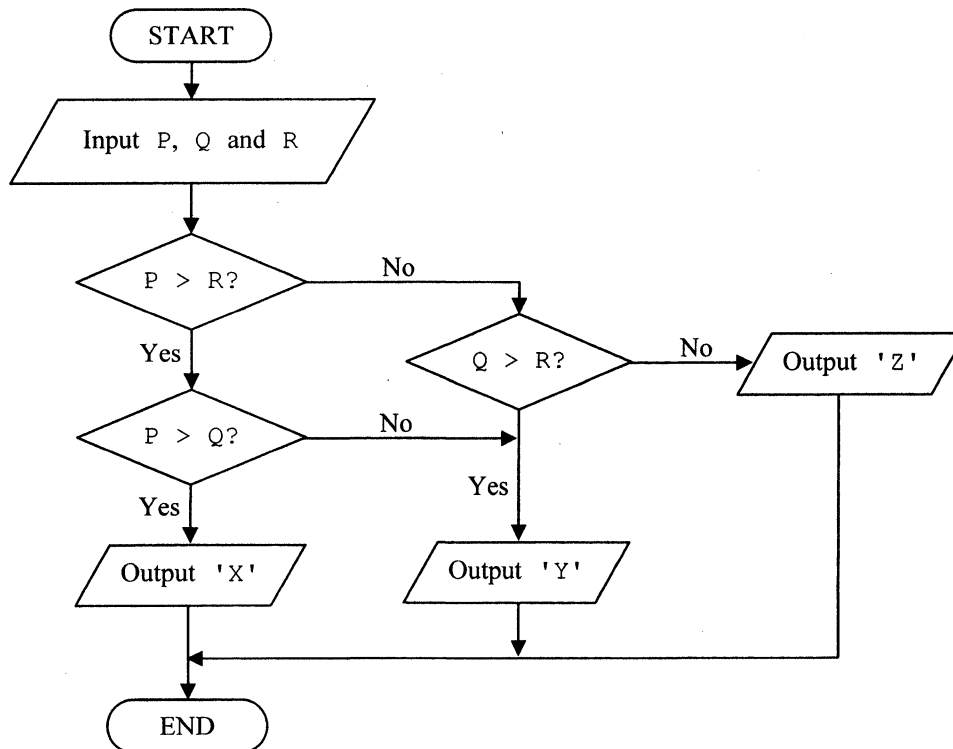 START
Input P, Q and R
P > R?
No
Yes
Q > R?
No
Output 'Z'
P > Q?
No
Yes
Yes
Output 'X'
Output 'Y'
END